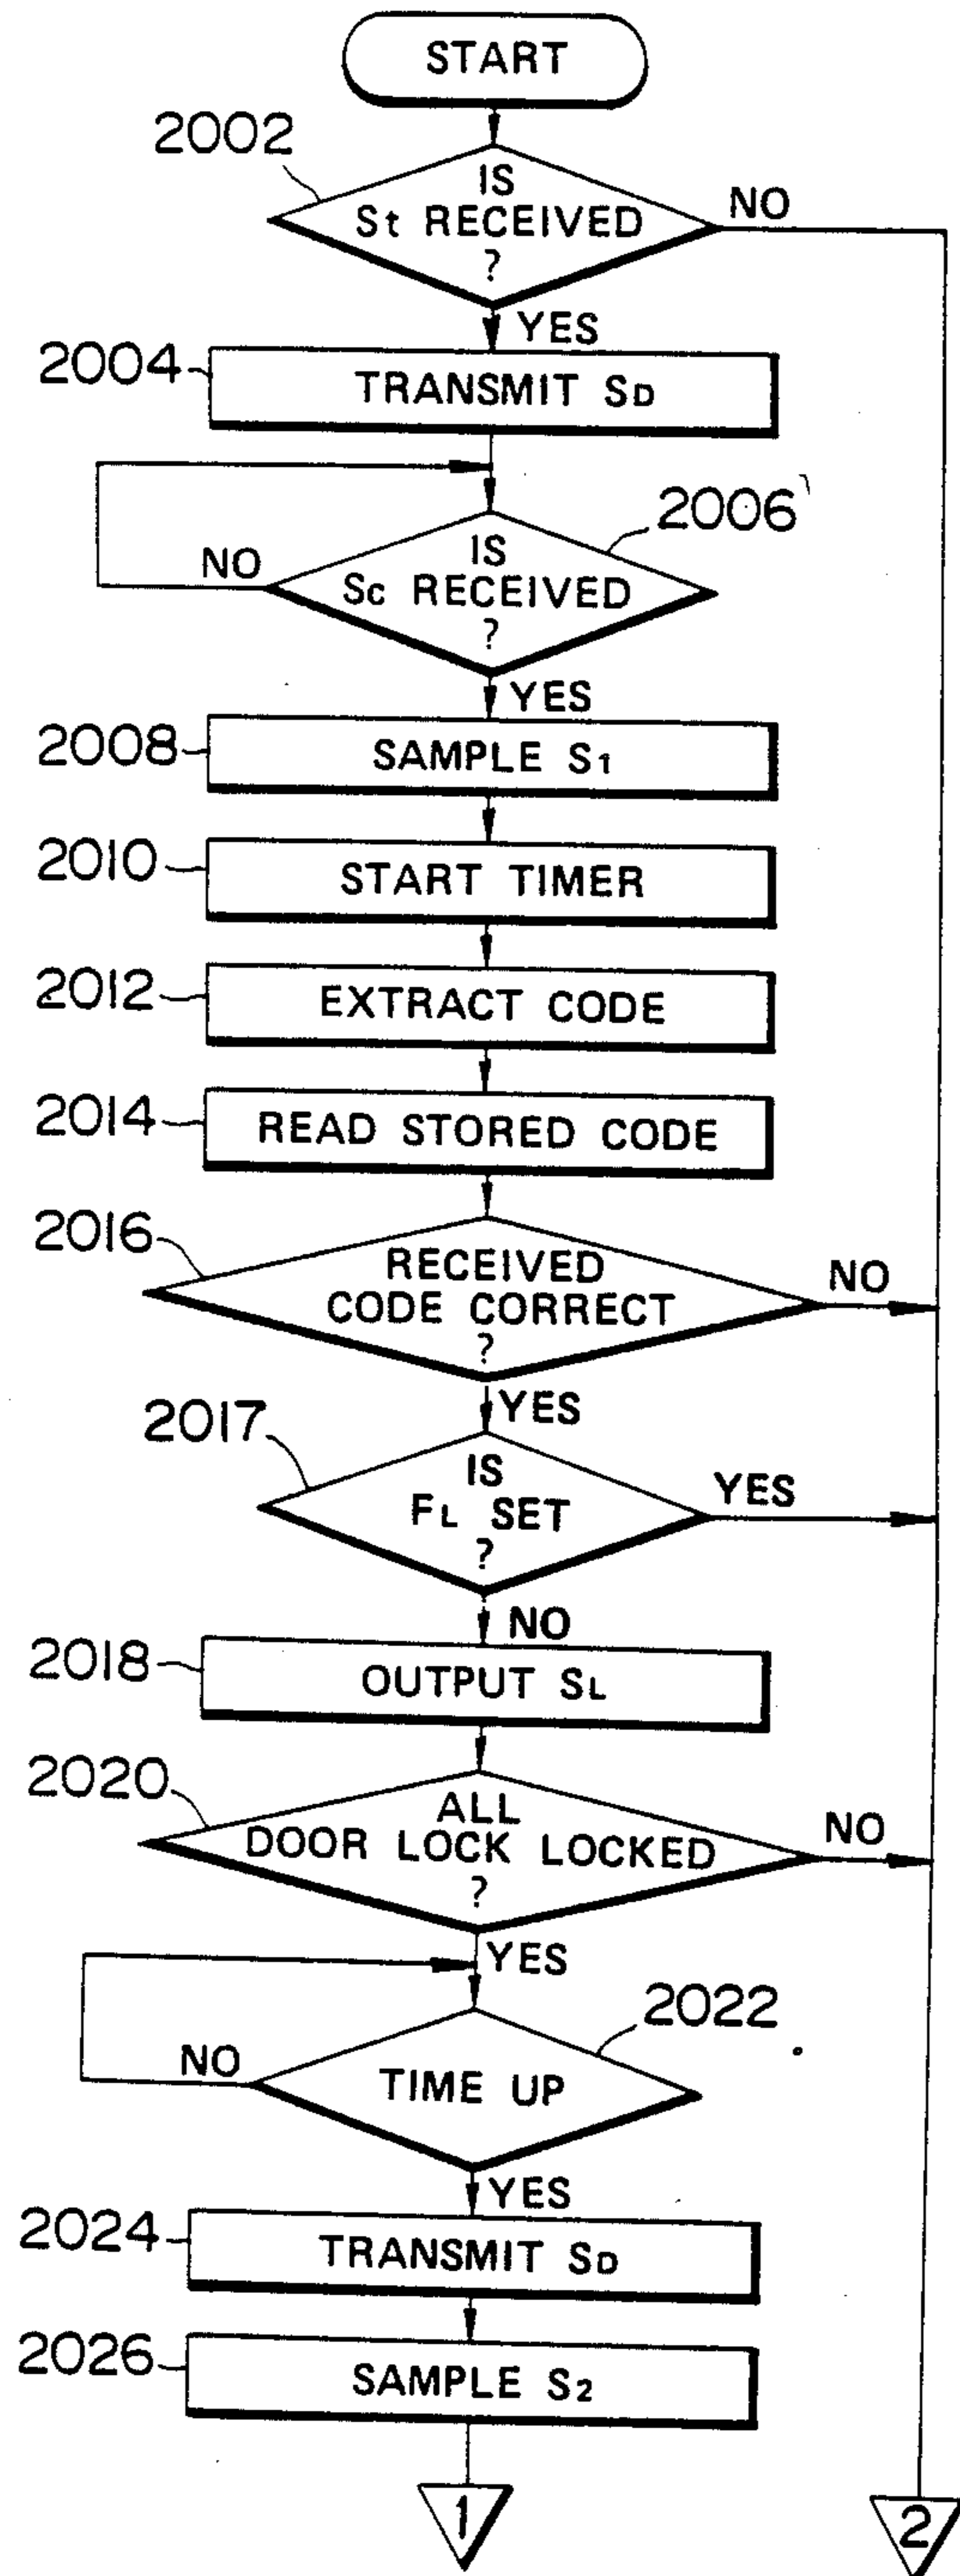 START
2002
IS
St RECEIVED
?
NO
YES
2004
TRANSMIT SD
2006
IS
Sc RECEIVED
?
NO
YES
2008
SAMPLE S1
2010
START TIMER
2012
EXTRACT CODE
2014
READ STORED CODE
2016
RECEIVED
CODE CORRECT
?
NO
YES
2017
IS
FL SET
?
YES
NO
2018
OUTPUT SL
2020
ALL
DOOR LOCK LOCKED
?
NO
YES
2022
TIME UP
NO
YES
2024
TRANSMIT SD
2026
SAMPLE S2
1
2